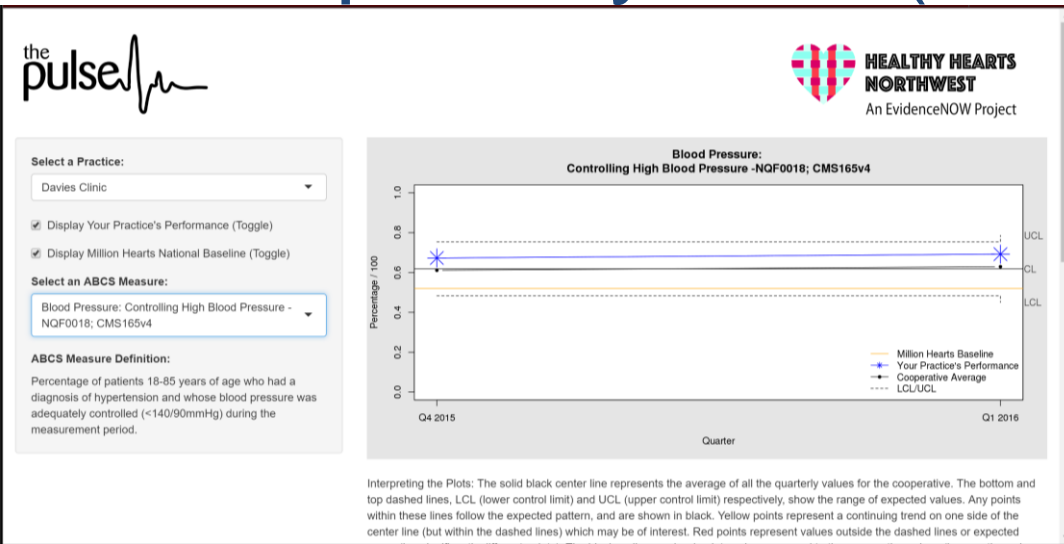 the
pulse
HEALTHY HEARTS
NORTHWEST
An EvidenceNOW Project
Select a Practice:
Davies Clinic
Display Your Practice's Performance (Toggle)
Display Million Hearts National Baseline (Toggle)
Select an ABCS Measure:
Blood Pressure: Controlling High Blood Pressure -
NQF0018; CMS165v4
ABCS Measure Definition:
Percentage of patients 18-85 years of age who had a
diagnosis of hypertension and whose blood pressure was
adequately controlled (<140/90mmHg) during the
measurement period.
Blood Pressure:
Controlling High Blood Pressure -NQF0018; CMS165v4
Percentage / 100
1.0
0.8
0.6
0.4
0.2
0.0
UCL
CL
LCL
Million Hearts Baseline
Your Practice's Performance
Cooperative Average
LCL/UCL
Q4 2015
Q1 2016
Quarter
Interpreting the Plots: The solid black center line represents the average of all the quarterly values for the cooperative. The bottom and
top dashed lines, LCL (lower control limit) and UCL (upper control limit) respectively, show the range of expected values. Any points
within these lines follow the expected pattern, and are shown in black. Yellow points represent a continuing trend on one side of the
center line (but within the dashed lines) which may be of interest. Red points represent values outside the dashed lines or expected